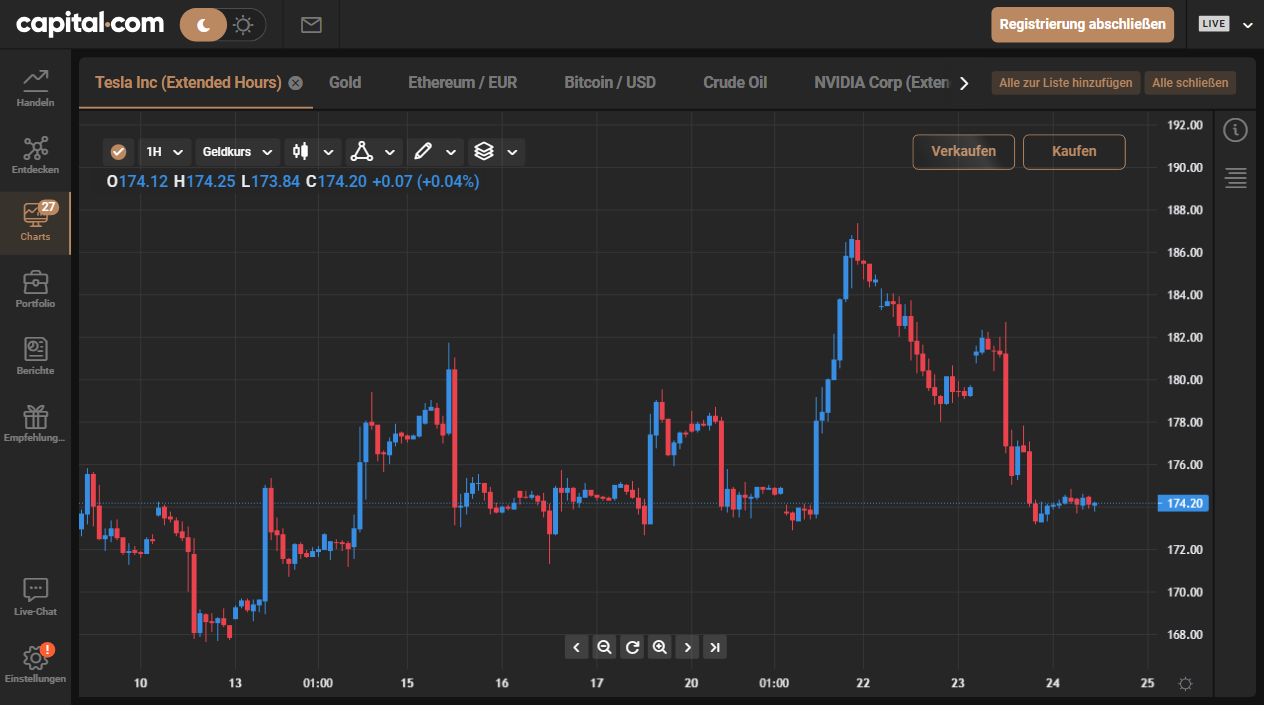 capital.com
Registrierung abschließen
LIVE
Tesla Inc (Extended Hours)
Gold
Ethereum / EUR
Bitcoin / USD
Crude Oil
NVIDIA Corp (Exten
Alle zur Liste hinzufügen
Alle schließen
Handeln
Entdecken
27
Charts
Portfolio
Berichte
Empfehlung...
Live-Chat
!
Einstellungen
1H
Geldkurs
Verkaufen
Kaufen
O174.12 H174.25 L173.84 C174.20 +0.07 (+0.04%)
192.00
190.00
188.00
186.00
184.00
182.00
180.00
178.00
176.00
174.20
172.00
170.00
168.00
10 13 01:00 15 16 17 20 01:00 22 23 24 25